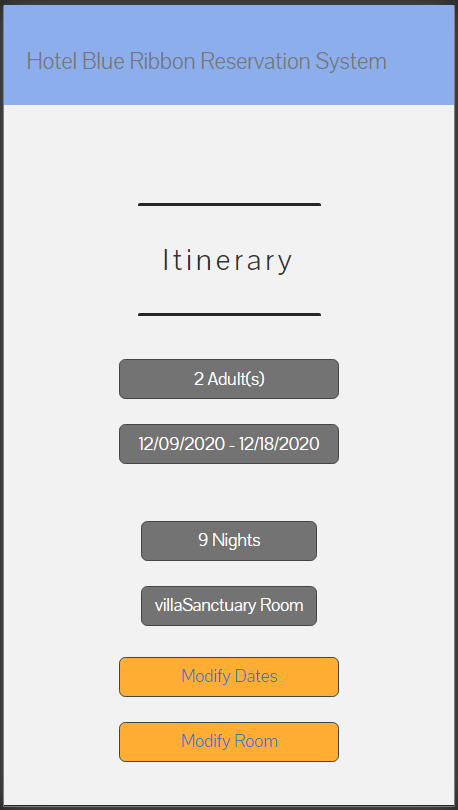 Hotel Blue Ribbon Reservation System
Itinerary
2 Adult(s)
12/09/2020 - 12/18/2020
9 Nights
villaSanctuary Room
Modify Dates
Modify Room